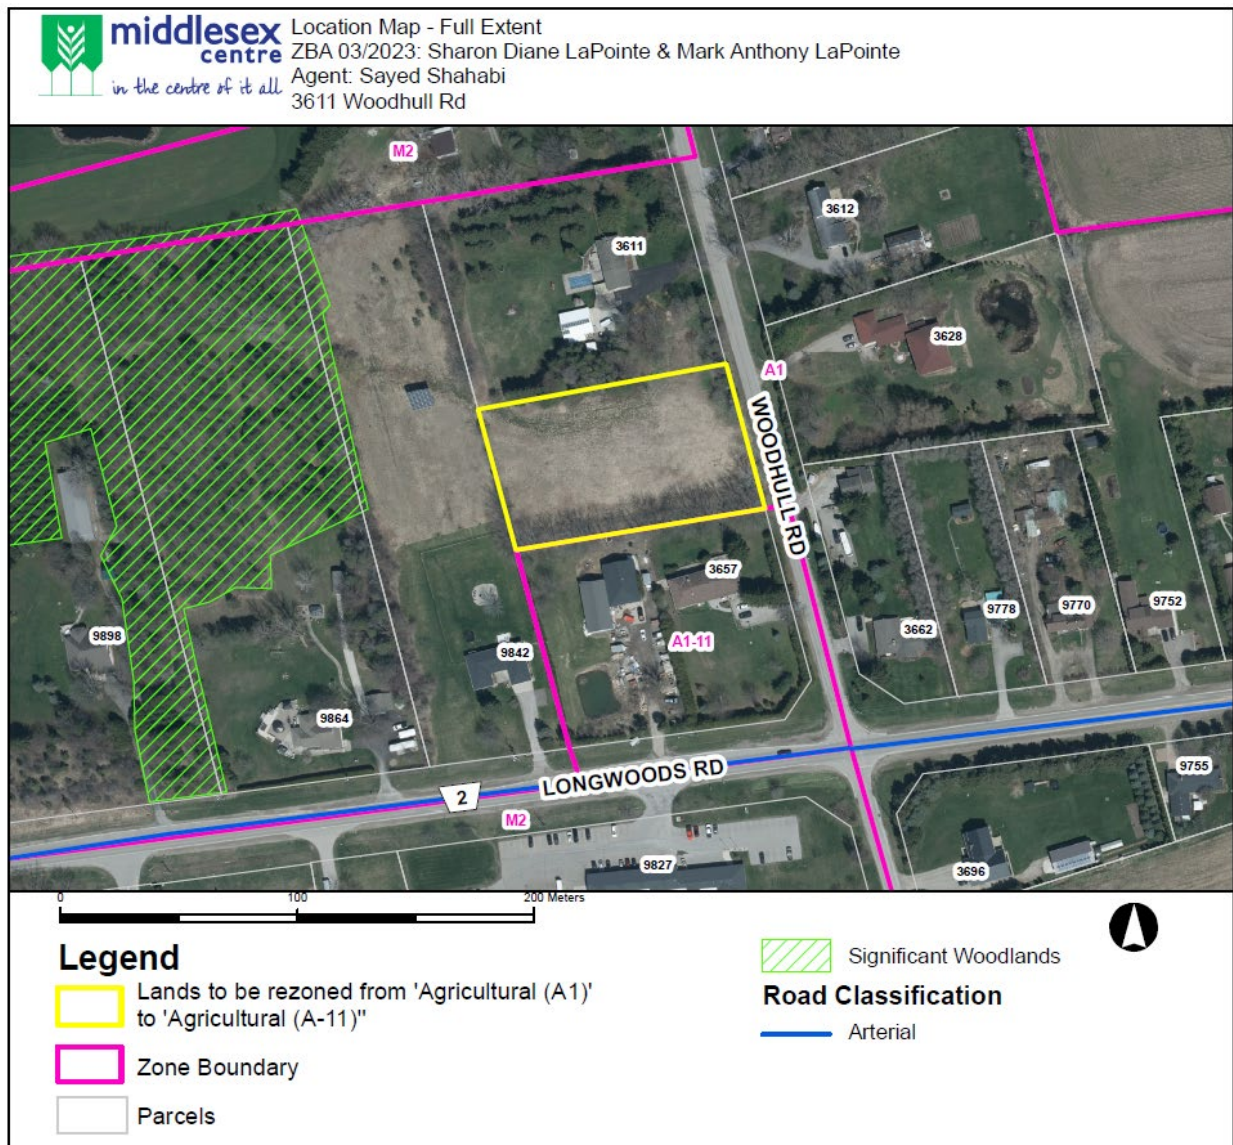 middlesex
centre
in the centre of it all
Location Map - Full Extent
ZBA 03/2023: Sharon Diane LaPointe & Mark Anthony LaPointe
Agent: Sayed Shahabi
3611 Woodhull Rd
M2
3612
3611
3628
A1
WOODHULL RD
3657
9778
9770
9752
3662
9898
9842
A1-11
9864
LONGWOODS RD
2
M2
9755
9827
3696
0 100 200 Meters
Legend
Lands to be rezoned from 'Agricultural (A1)'
to 'Agricultural (A-11)''
Zone Boundary
Parcels
Significant Woodlands
Road Classification
Arterial